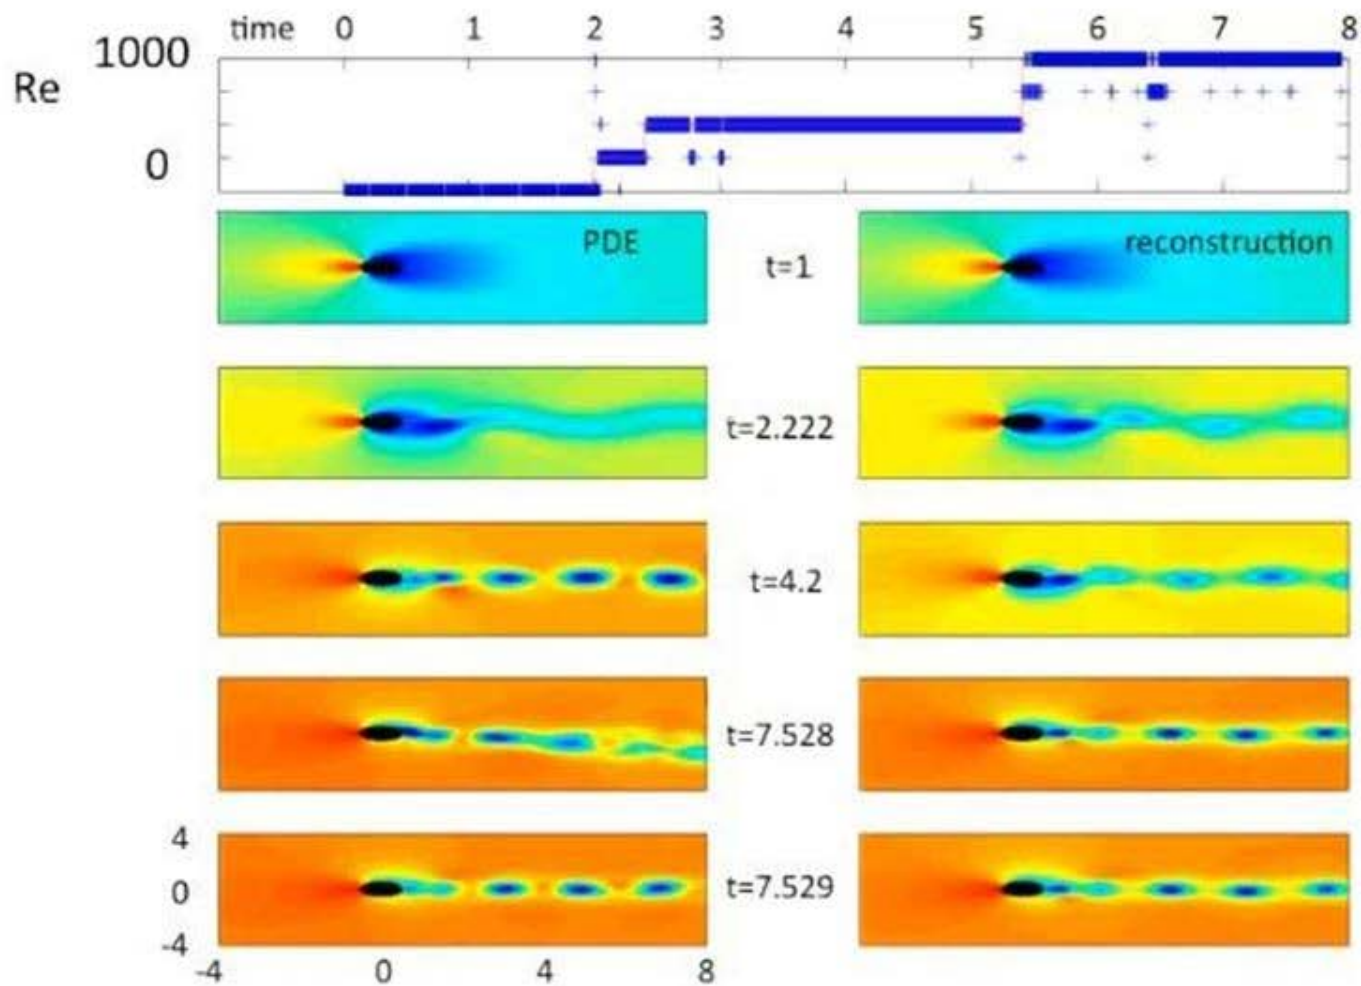 time 0 1 2 3 4 5 6 7 8
1000
Re
0
PDE
t=1
reconstruction
t=2.222
t=4.2
t=7.528
4
0
t=7.529
-4
-4 0 4 8